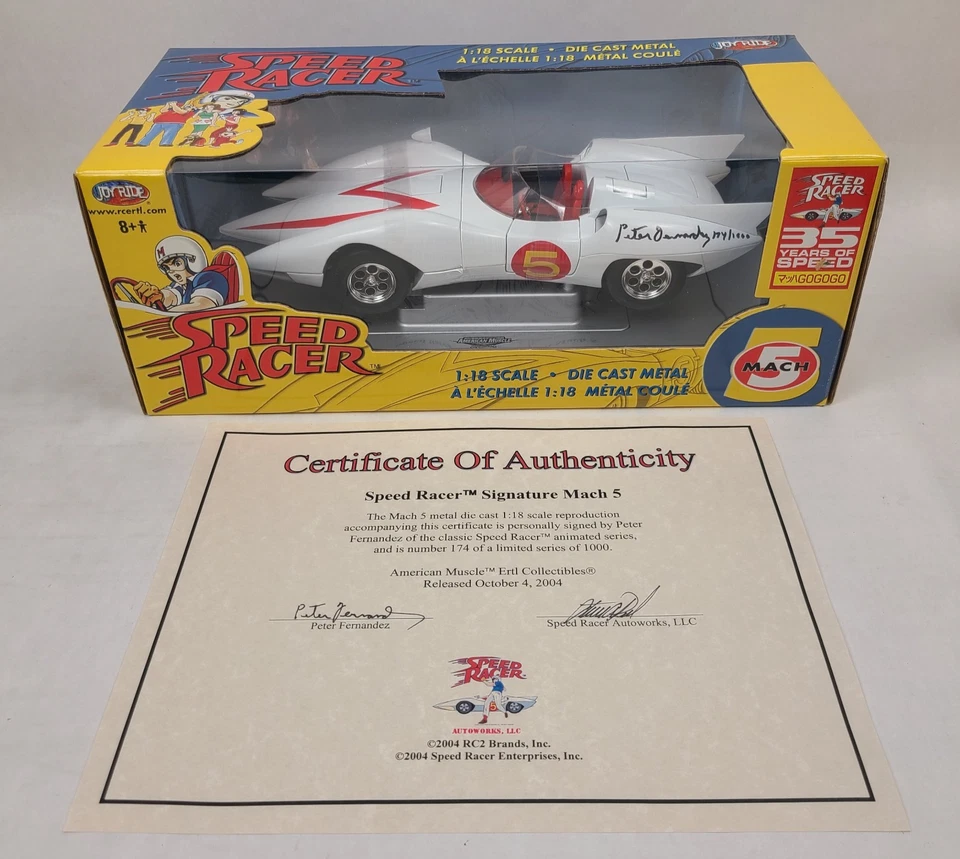 SPEED
RACER
1:18 SCALE • DIE CAST METAL
À L'ÉCHELLE 1:18 MÉTAL COULÉ
JOYRIDE
JOYRIDE
www.rcertl.com
8+
M
SPEED
RACER
35
YEARS OF
SPEED
マッハGOGOGO
Peter Fernandez 174/1000
5
AMERICAN MUSCLE
SPEED
RACER™
1:18 SCALE • DIE CAST METAL
À L'ÉCHELLE 1:18 MÉTAL COULÉ
5
MACH
Certificate Of Authenticity
Speed Racer™ Signature Mach 5
The Mach 5 metal die cast 1:18 scale reproduction
accompanying this certificate is personally signed by Peter
Fernandez of the classic Speed Racer™ animated series,
and is number 174 of a limited series of 1000.
American Muscle™ Ertl Collectibles®
Released October 4, 2004
Peter Fernandez
Peter Fernandez
Speed Racer Autoworks, LLC
SPEED
RACER
5
AUTOWORKS, LLC
©2004 RC2 Brands, Inc.
©2004 Speed Racer Enterprises, Inc.